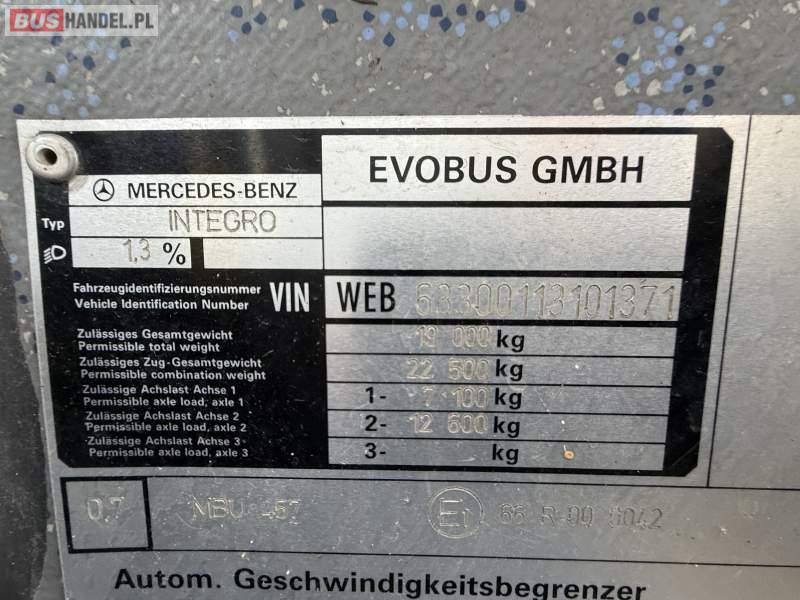 BUSHANDEL.PL
EVOBUS GMBH
MERCEDES-BENZ
Typ INTEGRO
1,3 %
Fahrzeugidentifizierungsnummer
Vehicle Identification Number VIN WEB 63300113101371
Zulässiges Gesamtgewicht
Permissible total weight 19 000 kg
Zulässiges Zug-Gesamtgewicht
Permissible combination weight 22 500 kg
Zulässige Achslast Achse 1
Permissible axle load, axle 1 1- 7 100 kg
Zulässige Achslast Achse 2
Permissible axle load, axle 2 2- 12 600 kg
Zulässige Achslast Achse 3
Permissible axle load, axle 3 3- kg
0,7 MBU 457 E1 66 R-00 0042
Autom. Geschwindigkeitsbegrenzer